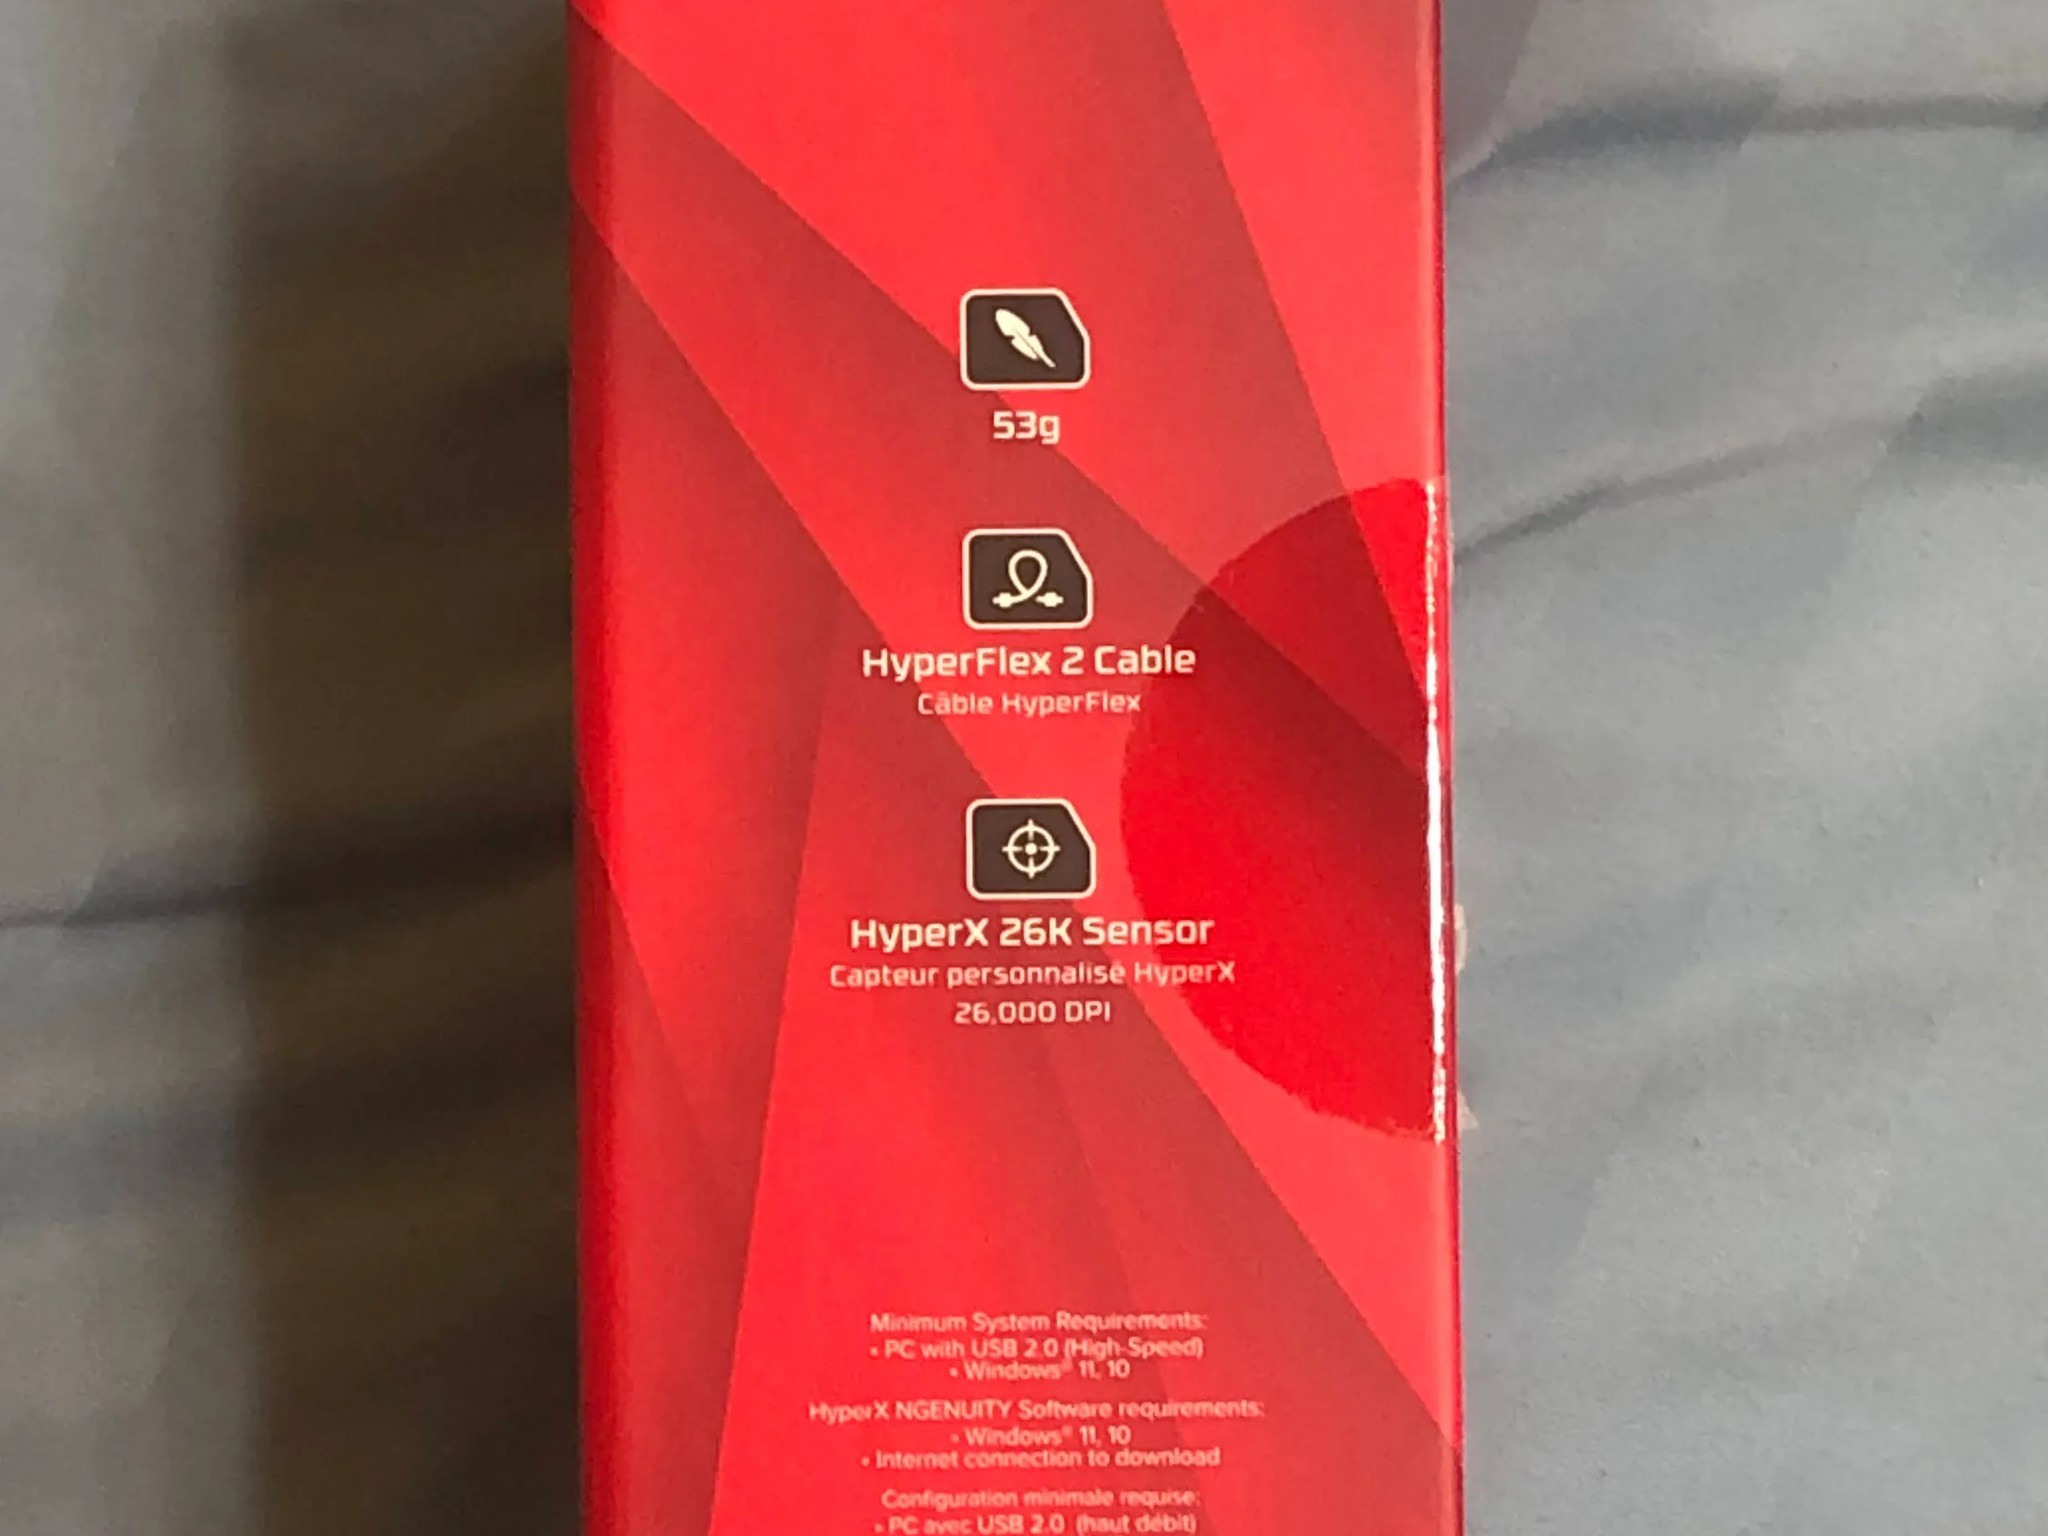 53g
HyperFlex 2 Cable
Câble HyperFlex
HyperX 26K Sensor
Capteur personnalisé HyperX
26,000 DPI
Minimum System Requirements:
• PC with USB 2.0 (High-Speed)
• Windows® 11, 10
HyperX NGENUITY Software requirements:
• Windows® 11, 10
• Internet connection to download
Configuration minimale requise:
• PC avec USB 2.0 (haut débit)